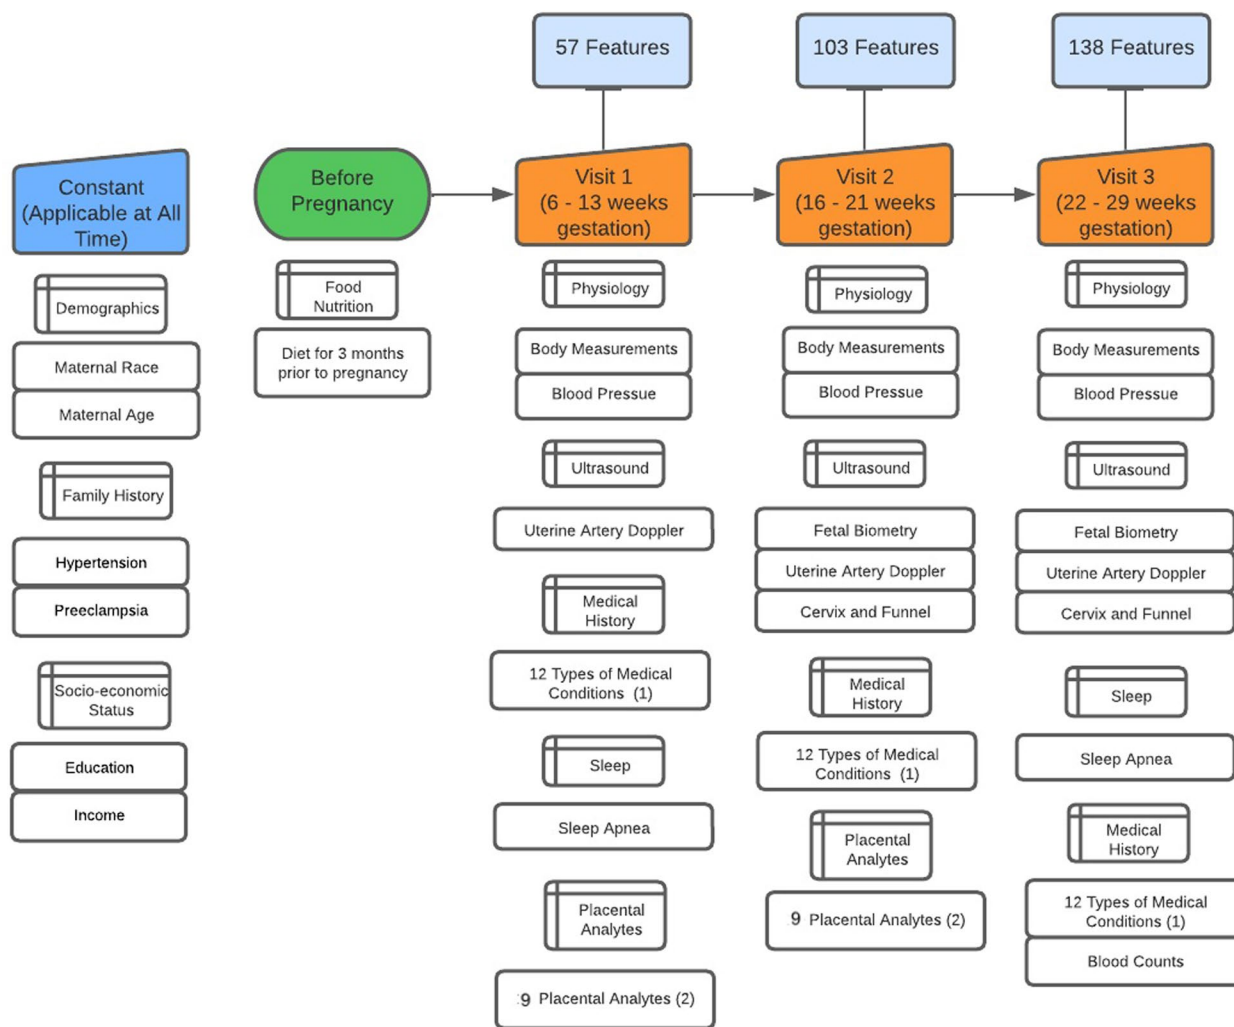 57 Features
103 Features
138 Features
Constant
(Applicable at All
Time)
Demographics
Maternal Race
Maternal Age
Family History
Hypertension
Preeclampsia
Socio-economic
Status
Education
Income
Before
Pregnancy
Food
Nutrition
Diet for 3 months
prior to pregnancy
Visit 1
(6 - 13 weeks
gestation)
Physiology
Body Measurements
Blood Pressue
Ultrasound
Uterine Artery Doppler
Medical
History
12 Types of Medical
Conditions (1)
Sleep
Sleep Apnea
Placental
Analytes
9 Placental Analytes (2)
Visit 2
(16 - 21 weeks
gestation)
Physiology
Body Measurements
Blood Pressue
Ultrasound
Fetal Biometry
Uterine Artery Doppler
Cervix and Funnel
Medical
History
12 Types of Medical
Conditions (1)
Placental
Analytes
9 Placental Analytes (2)
Visit 3
(22 - 29 weeks
gestation)
Physiology
Body Measurements
Blood Pressue
Ultrasound
Fetal Biometry
Uterine Artery Doppler
Cervix and Funnel
Sleep
Sleep Apnea
Medical
History
12 Types of Medical
Conditions (1)
Blood Counts